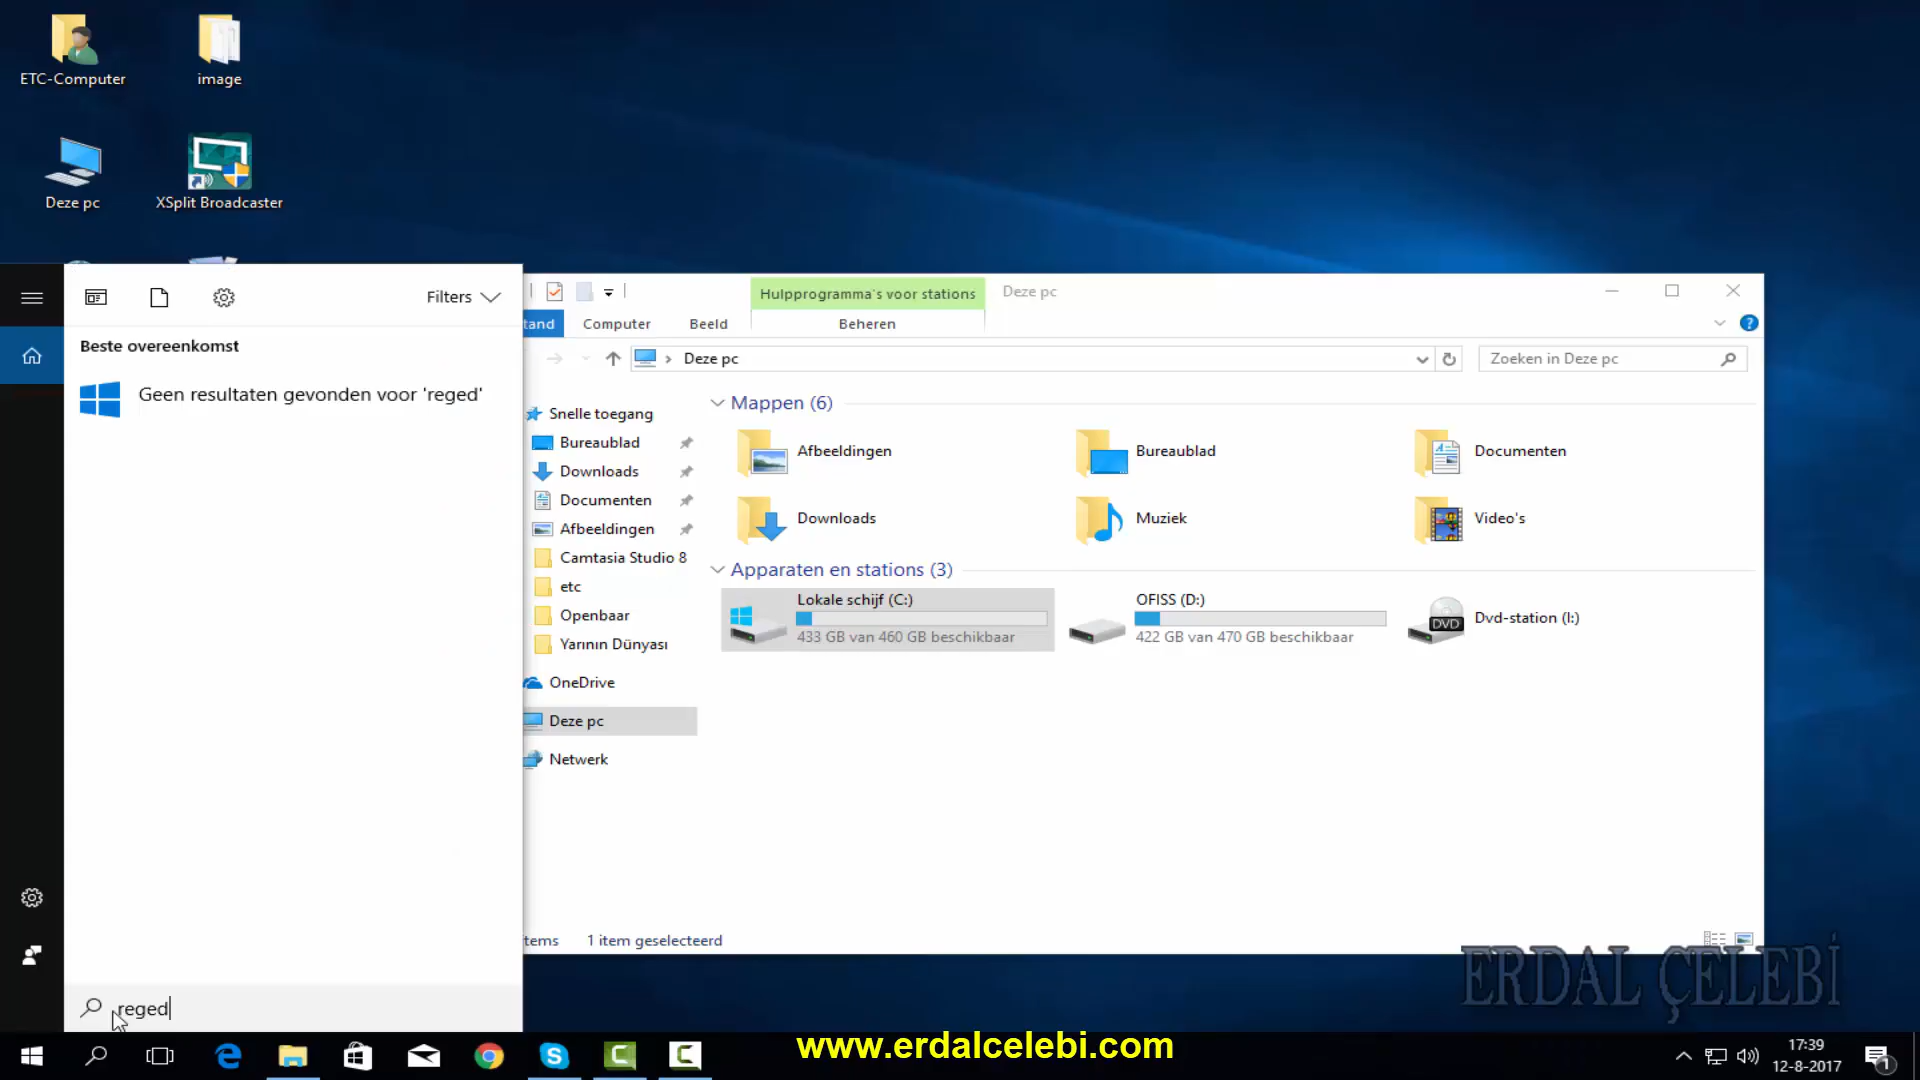 ETC-Computer
image
Deze pc
XSplit Broadcaster
Filters
Beste overeenkomst
Geen resultaten gevonden voor 'reged'
reged
Hulpprogramma's voor stations
Deze pc
tand
Computer
Beeld
Beheren
Deze pc
Zoeken in Deze pc
Snelle toegang
Bureaublad
Downloads
Documenten
Afbeeldingen
Camtasia Studio 8
etc
Openbaar
Yarının Dünyası
OneDrive
Deze pc
Netwerk
Mappen (6)
Afbeeldingen
Bureaublad
Documenten
Downloads
Muziek
Video's
Apparaten en stations (3)
Lokale schijf (C:)
433 GB van 460 GB beschikbaar
OFISS (D:)
422 GB van 470 GB beschikbaar
DVD
Dvd-station (I:)
tems
1 item geselecteerd
ERDAL ÇELEBİ
www.erdalcelebi.com
17:39
12-8-2017
1